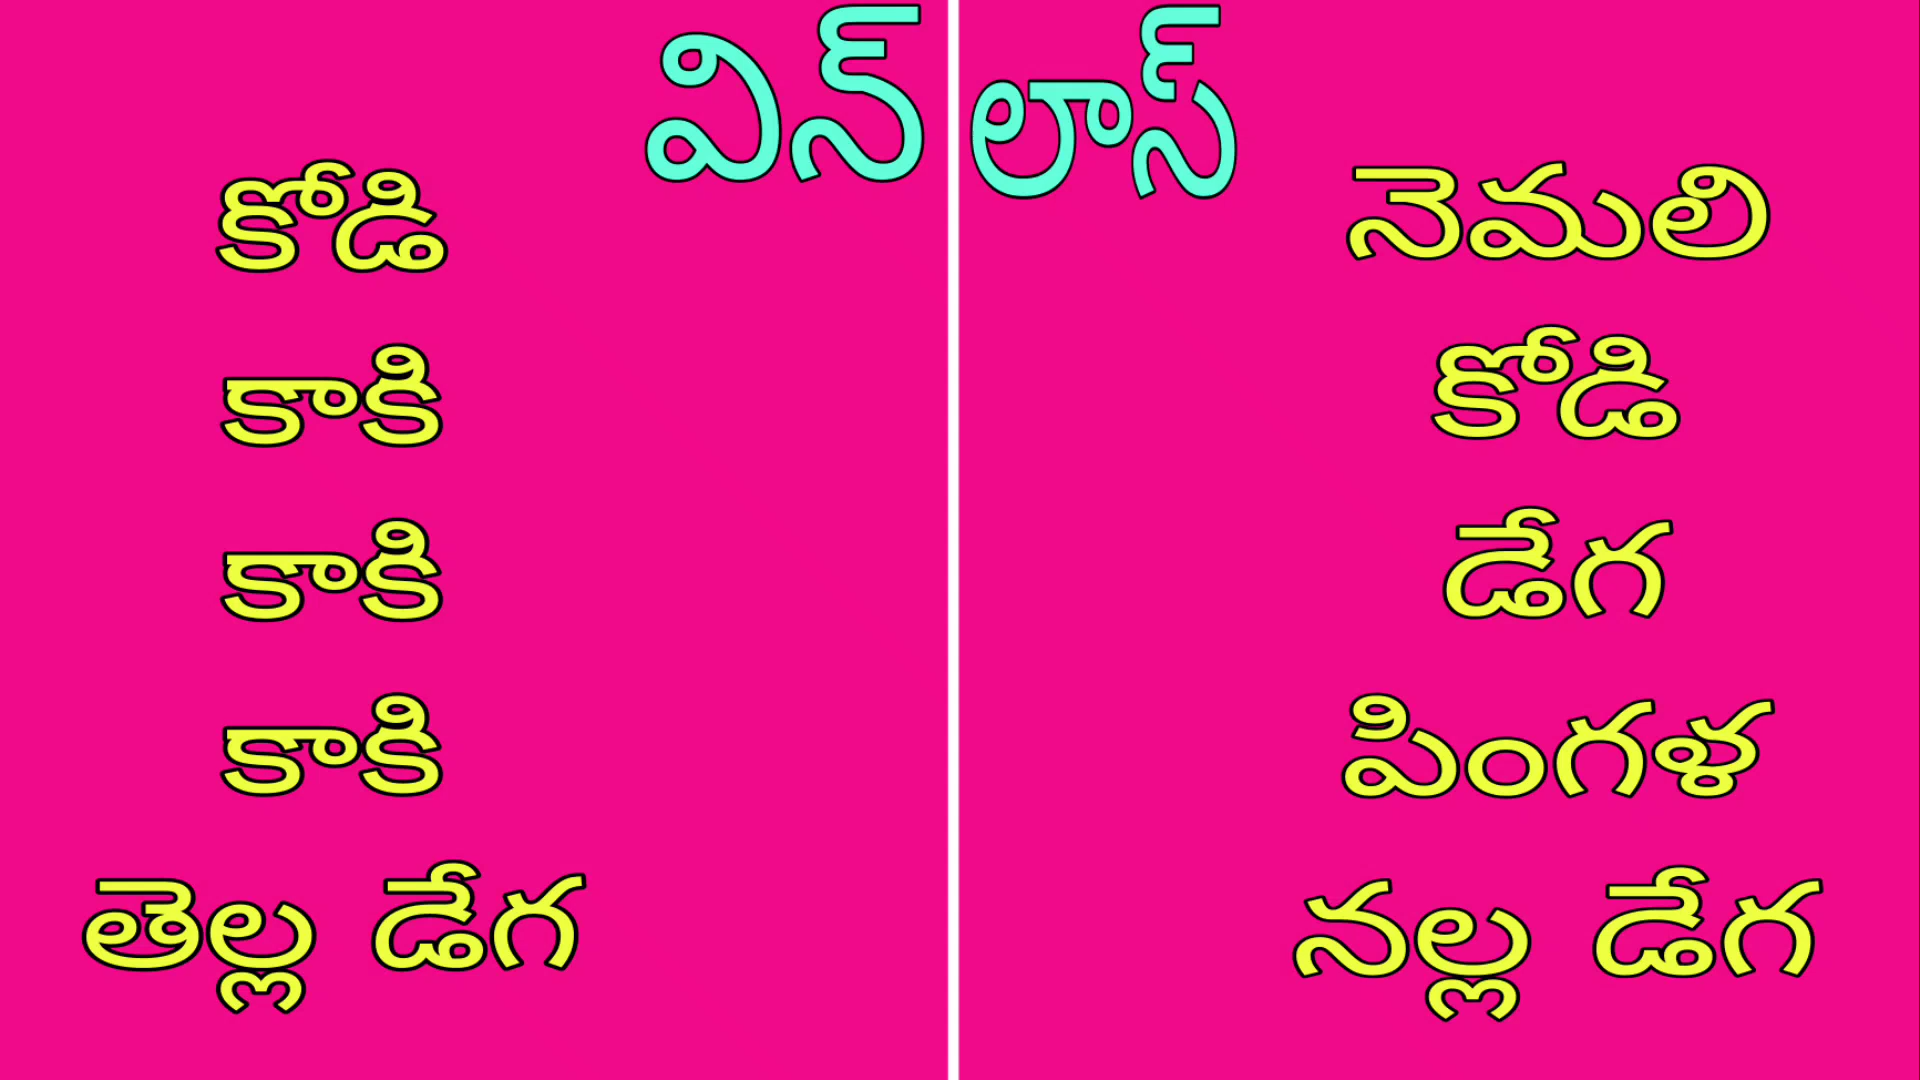 విన్ లాస్
కోడి నెమలి
కాకి కోడి
కాకి డేగ
కాకి పింగళ
తెల్ల డేగ నల్ల డేగ